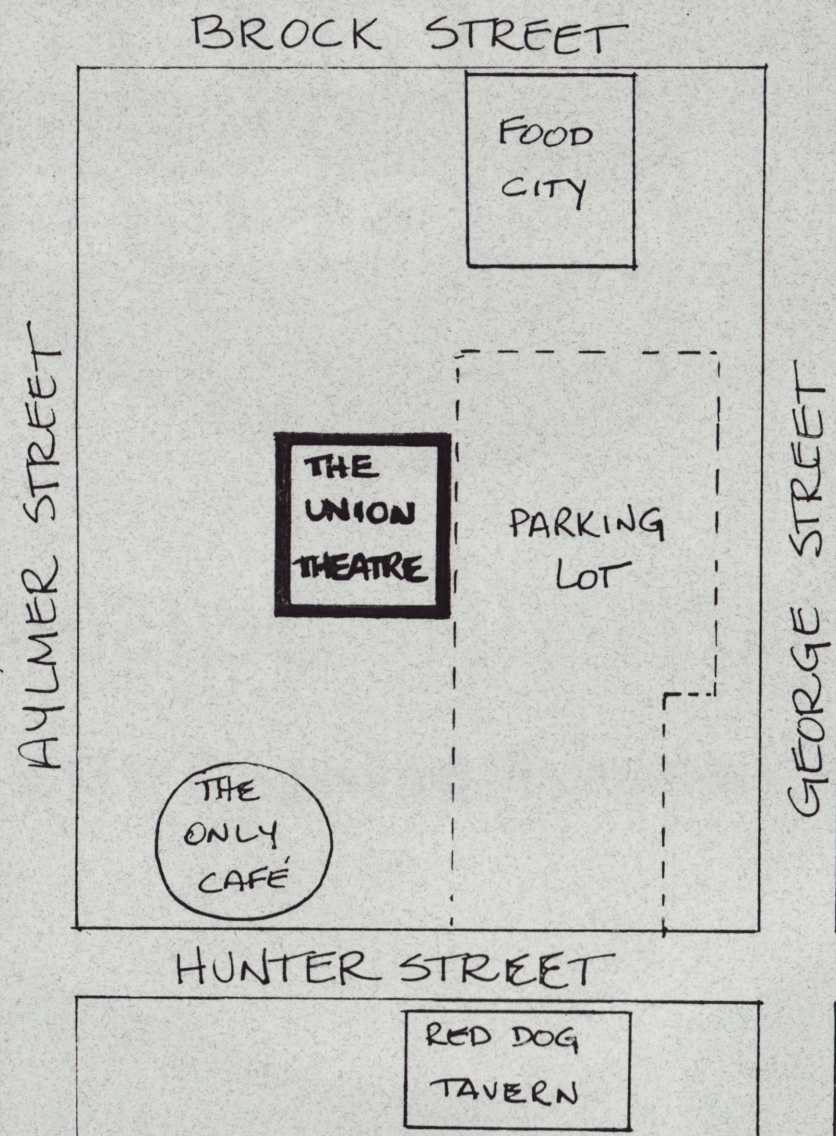 BROCK STREET
FOOD
CITY
AYLMER STREET
THE
UNION
THEATRE
PARKING
LOT
GEORGE STREET
THE
ONLY
CAFÉ
HUNTER STREET
RED DOG
TAVERN